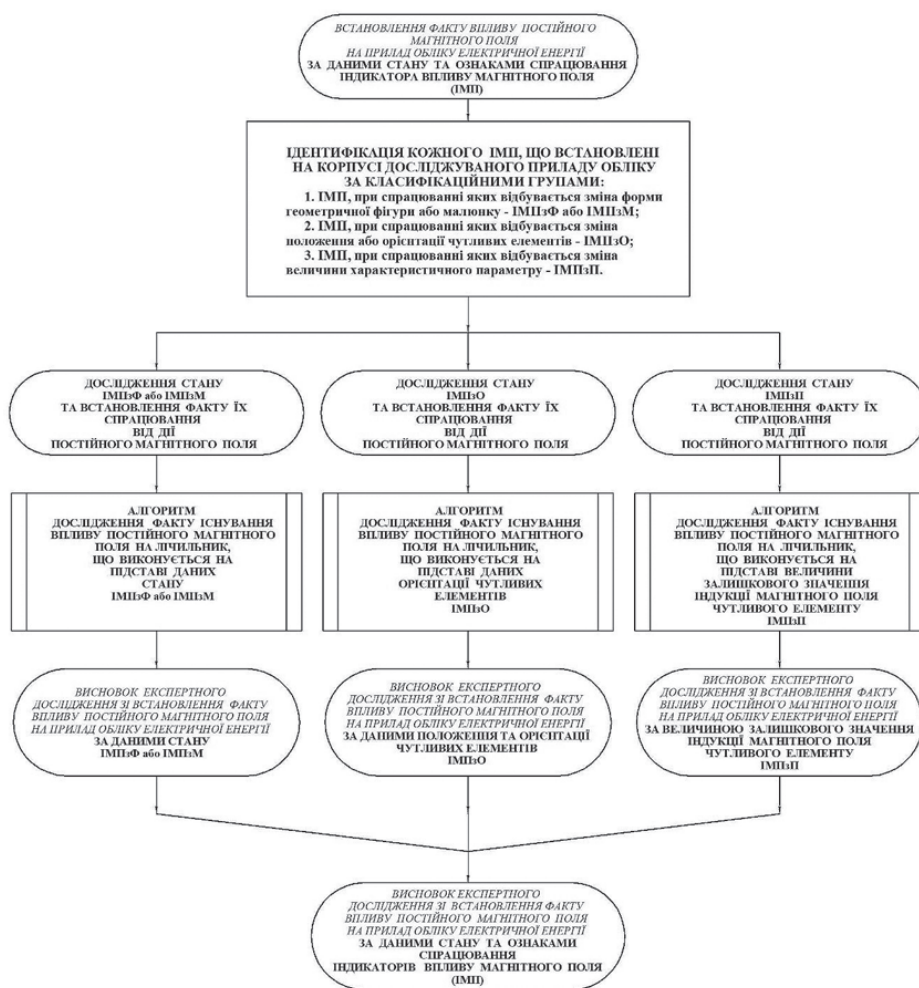 ВСТАНОВЛЕННЯ ФАКТУ ВПЛИВУ ПОСТІЙНОГО
МАГНІТНОГО ПОЛЯ
НА ПРИЛАД ОБЛІКУ ЕЛЕКТРИЧНОЇ ЕНЕРГІЇ
ЗА ДАНИМИ СТАНУ ТА ОЗНАКАМИ СПРАЦЮВАННЯ
ІНДИКАТОРА ВПЛИВУ МАГНІТНОГО ПОЛЯ
(ІМП)
ІДЕНТИФІКАЦІЯ КОЖНОГО ІМП, ЩО ВСТАНОВЛЕНІ
НА КОРПУСІ ДОСЛІДЖУВАНОГО ПРИЛАДУ ОБЛІКУ
ЗА КЛАСИФІКАЦІЙНИМИ ГРУПАМИ:
1. ІМП, при спрацюванні яких відбувається зміна форми
геометричної фігури або малюнку - ІМПзФ або ІМПзМ;
2. ІМП, при спрацюванні яких відбувається зміна
положення або орієнтації чутливих елементів - ІМПзО;
3. ІМП, при спрацюванні яких відбувається зміна
величини характеристичного параметру - ІМПзП.
ДОСЛІДЖЕННЯ СТАНУ
ІМПзФ або ІМПзМ
ТА ВСТАНОВЛЕННЯ ФАКТУ ЇХ
СПРАЦЮВАННЯ
ВІД ДІЇ
ПОСТІЙНОГО МАГНІТНОГО ПОЛЯ
ДОСЛІДЖЕННЯ СТАНУ
ІМПзО
ТА ВСТАНОВЛЕННЯ ФАКТУ ЇХ
СПРАЦЮВАННЯ
ВІД ДІЇ
ПОСТІЙНОГО МАГНІТНОГО ПОЛЯ
ДОСЛІДЖЕННЯ СТАНУ
ІМПзП
ТА ВСТАНОВЛЕННЯ ФАКТУ ЇХ
СПРАЦЮВАННЯ
ВІД ДІЇ
ПОСТІЙНОГО МАГНІТНОГО ПОЛЯ
АЛГОРИТМ
ДОСЛІДЖЕННЯ ФАКТУ ІСНУВАННЯ
ВПЛИВУ ПОСТІЙНОГО МАГНІТНОГО
ПОЛЯ НА ЛІЧИЛЬНИК,
ЩО ВИКОНУЄТЬСЯ НА
ПІДСТАВІ ДАНИХ
СТАНУ
ІМПзФ або ІМПзМ
АЛГОРИТМ
ДОСЛІДЖЕННЯ ФАКТУ ІСНУВАННЯ
ВПЛИВУ ПОСТІЙНОГО МАГНІТНОГО
ПОЛЯ НА ЛІЧИЛЬНИК,
ЩО ВИКОНУЄТЬСЯ НА
ПІДСТАВІ ДАНИХ
ОРІЄНТАЦІЇ ЧУТЛИВИХ
ЕЛЕМЕНТІВ
ІМПзО
АЛГОРИТМ
ДОСЛІДЖЕННЯ ФАКТУ ІСНУВАННЯ
ВПЛИВУ ПОСТІЙНОГО МАГНІТНОГО
ПОЛЯ НА ЛІЧИЛЬНИК,
ЩО ВИКОНУЄТЬСЯ НА
ПІДСТАВІ ВЕЛИЧИНИ
ЗАЛИШКОВОГО ЗНАЧЕННЯ
ІНДУКЦІЇ МАГНІТНОГО ПОЛЯ
ЧУТЛИВОГО ЕЛЕМЕНТУ
ІМПзП
ВИСНОВОК ЕКСПЕРТНОГО
ДОСЛІДЖЕННЯ ЗІ ВСТАНОВЛЕННЯ ФАКТУ
ВПЛИВУ ПОСТІЙНОГО МАГНІТНОГО ПОЛЯ
НА ПРИЛАД ОБЛІКУ ЕЛЕКТРИЧНОЇ ЕНЕРГІЇ
ЗА ДАНИМИ СТАНУ
ІМПзФ або ІМПзМ
ВИСНОВОК ЕКСПЕРТНОГО
ДОСЛІДЖЕННЯ ЗІ ВСТАНОВЛЕННЯ ФАКТУ
ВПЛИВУ ПОСТІЙНОГО МАГНІТНОГО ПОЛЯ
НА ПРИЛАД ОБЛІКУ ЕЛЕКТРИЧНОЇ ЕНЕРГІЇ
ЗА ДАНИМИ ПОЛОЖЕННЯ ТА ОРІЄНТАЦІЇ
ЧУТЛИВИХ ЕЛЕМЕНТІВ
ІМПзО
ВИСНОВОК ЕКСПЕРТНОГО
ДОСЛІДЖЕННЯ ЗІ ВСТАНОВЛЕННЯ ФАКТУ
ВПЛИВУ ПОСТІЙНОГО МАГНІТНОГО ПОЛЯ
НА ПРИЛАД ОБЛІКУ ЕЛЕКТРИЧНОЇ ЕНЕРГІЇ
ЗА ВЕЛИЧИНОЮ ЗАЛИШКОВОГО ЗНАЧЕННЯ
ІНДУКЦІЇ МАГНІТНОГО ПОЛЯ
ЧУТЛИВОГО ЕЛЕМЕНТУ
ІМПзП
ВИСНОВОК ЕКСПЕРТНОГО
ДОСЛІДЖЕННЯ ЗІ ВСТАНОВЛЕННЯ ФАКТУ
ВПЛИВУ ПОСТІЙНОГО МАГНІТНОГО ПОЛЯ
НА ПРИЛАД ОБЛІКУ ЕЛЕКТРИЧНОЇ ЕНЕРГІЇ
ЗА ДАНИМИ СТАНУ ТА ОЗНАКАМИ
СПРАЦЮВАННЯ
ІНДИКАТОРІВ ВПЛИВУ МАГНІТНОГО ПОЛЯ
(ІМП)